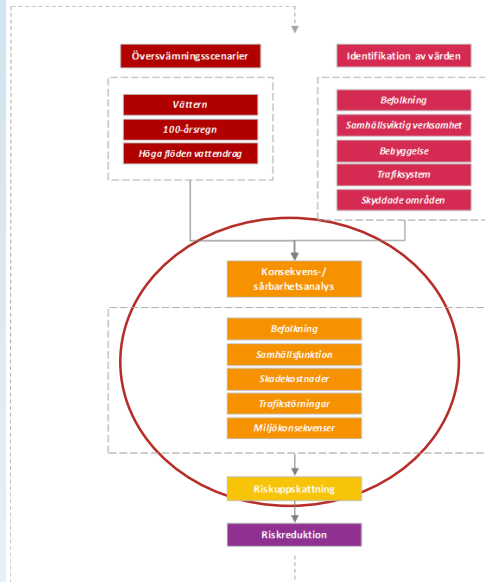 Översvämningsscenarier
Vättern
100-årsregn
Höga flöden vattendrag
Identifikation av värden
Befolkning
Samhällsviktig verksamhet
Bebyggelse
Trafiksystem
Skyddade områden
Konsekvens-/
sårbarhetsanalys
Befolkning
Samhällsfunktion
Skadekostnader
Trafikstörningar
Miljökonsekvenser
Riskuppskattning
Riskreduktion